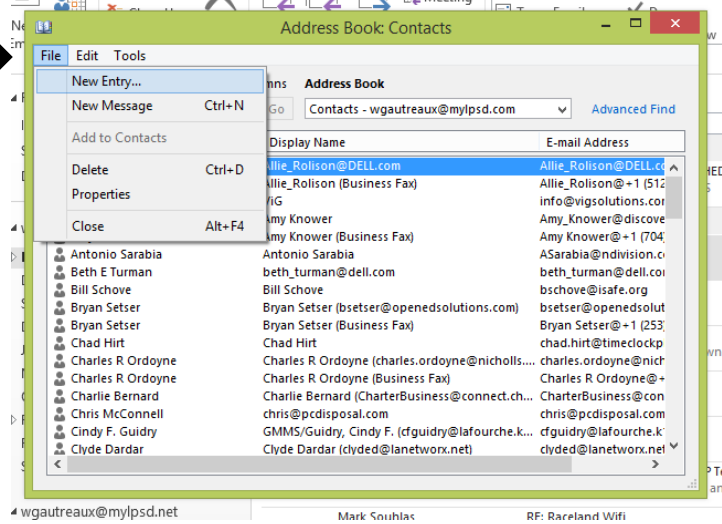 Meeting
Address Book: Contacts
File Edit Tools
New Entry...
New Message Ctrl+N
Add to Contacts
Delete Ctrl+D
Properties
Close Alt+F4
Address Book
Go Contacts - wgautreaux@mylpsd.com Advanced Find
Display Name E-mail Address
Allie_Rolison@DELL.com Allie_Rolison@DELL.co
Allie_Rolison (Business Fax) Allie_Rolison@+1 (512
ViG info@vigsolutions.cor
Amy Knower Amy_Knower@discove
Amy Knower (Business Fax) Amy Knower@+1 (704
Antonio Sarabia Antonio Sarabia ASarabia@ndivision.c
Beth E Turman beth_turman@dell.com beth_turman@dell.co
Bill Schove Bill Schove bschove@isafe.org
Bryan Setser Bryan Setser (bsetser@openedsolutions.com) bsetser@openedsolut
Bryan Setser Bryan Setser (Business Fax) Bryan Setser@+1 (253
Chad Hirt Chad Hirt chad.hirt@timeclockp
Charles R Ordoyne Charles R Ordoyne (charles.ordoyne@nicholls.... charles.ordoyne@nich
Charles R Ordoyne Charles R Ordoyne (Business Fax) Charles R Ordoyne@+
Charlie Bernard Charlie Bernard (CharterBusiness@connect.ch... CharterBusiness@con
Chris McConnell chris@pcdisposal.com chris@pcdisposal.com
Cindy F. Guidry GMMS/Guidry, Cindy F. (cfguidry@lafourche.k... cfguidry@lafourche.k
Clyde Dardar Clyde Dardar (clyded@lanetworx.net) clyded@lanetworx.net
wgautreaux@mylpsd.net
Mark Soublas RE: Raceland Wifi